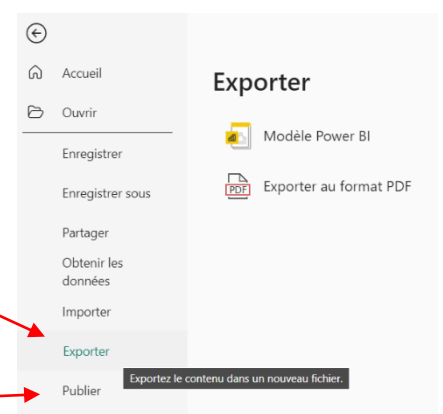 Accueil
Ouvrir
Enregistrer
Enregistrer sous
Partager
Obtenir les
données
Importer
Exporter
Publier
Exporter
Modèle Power BI
PDF
Exporter au format PDF
Exportez le contenu dans un nouveau fichier.